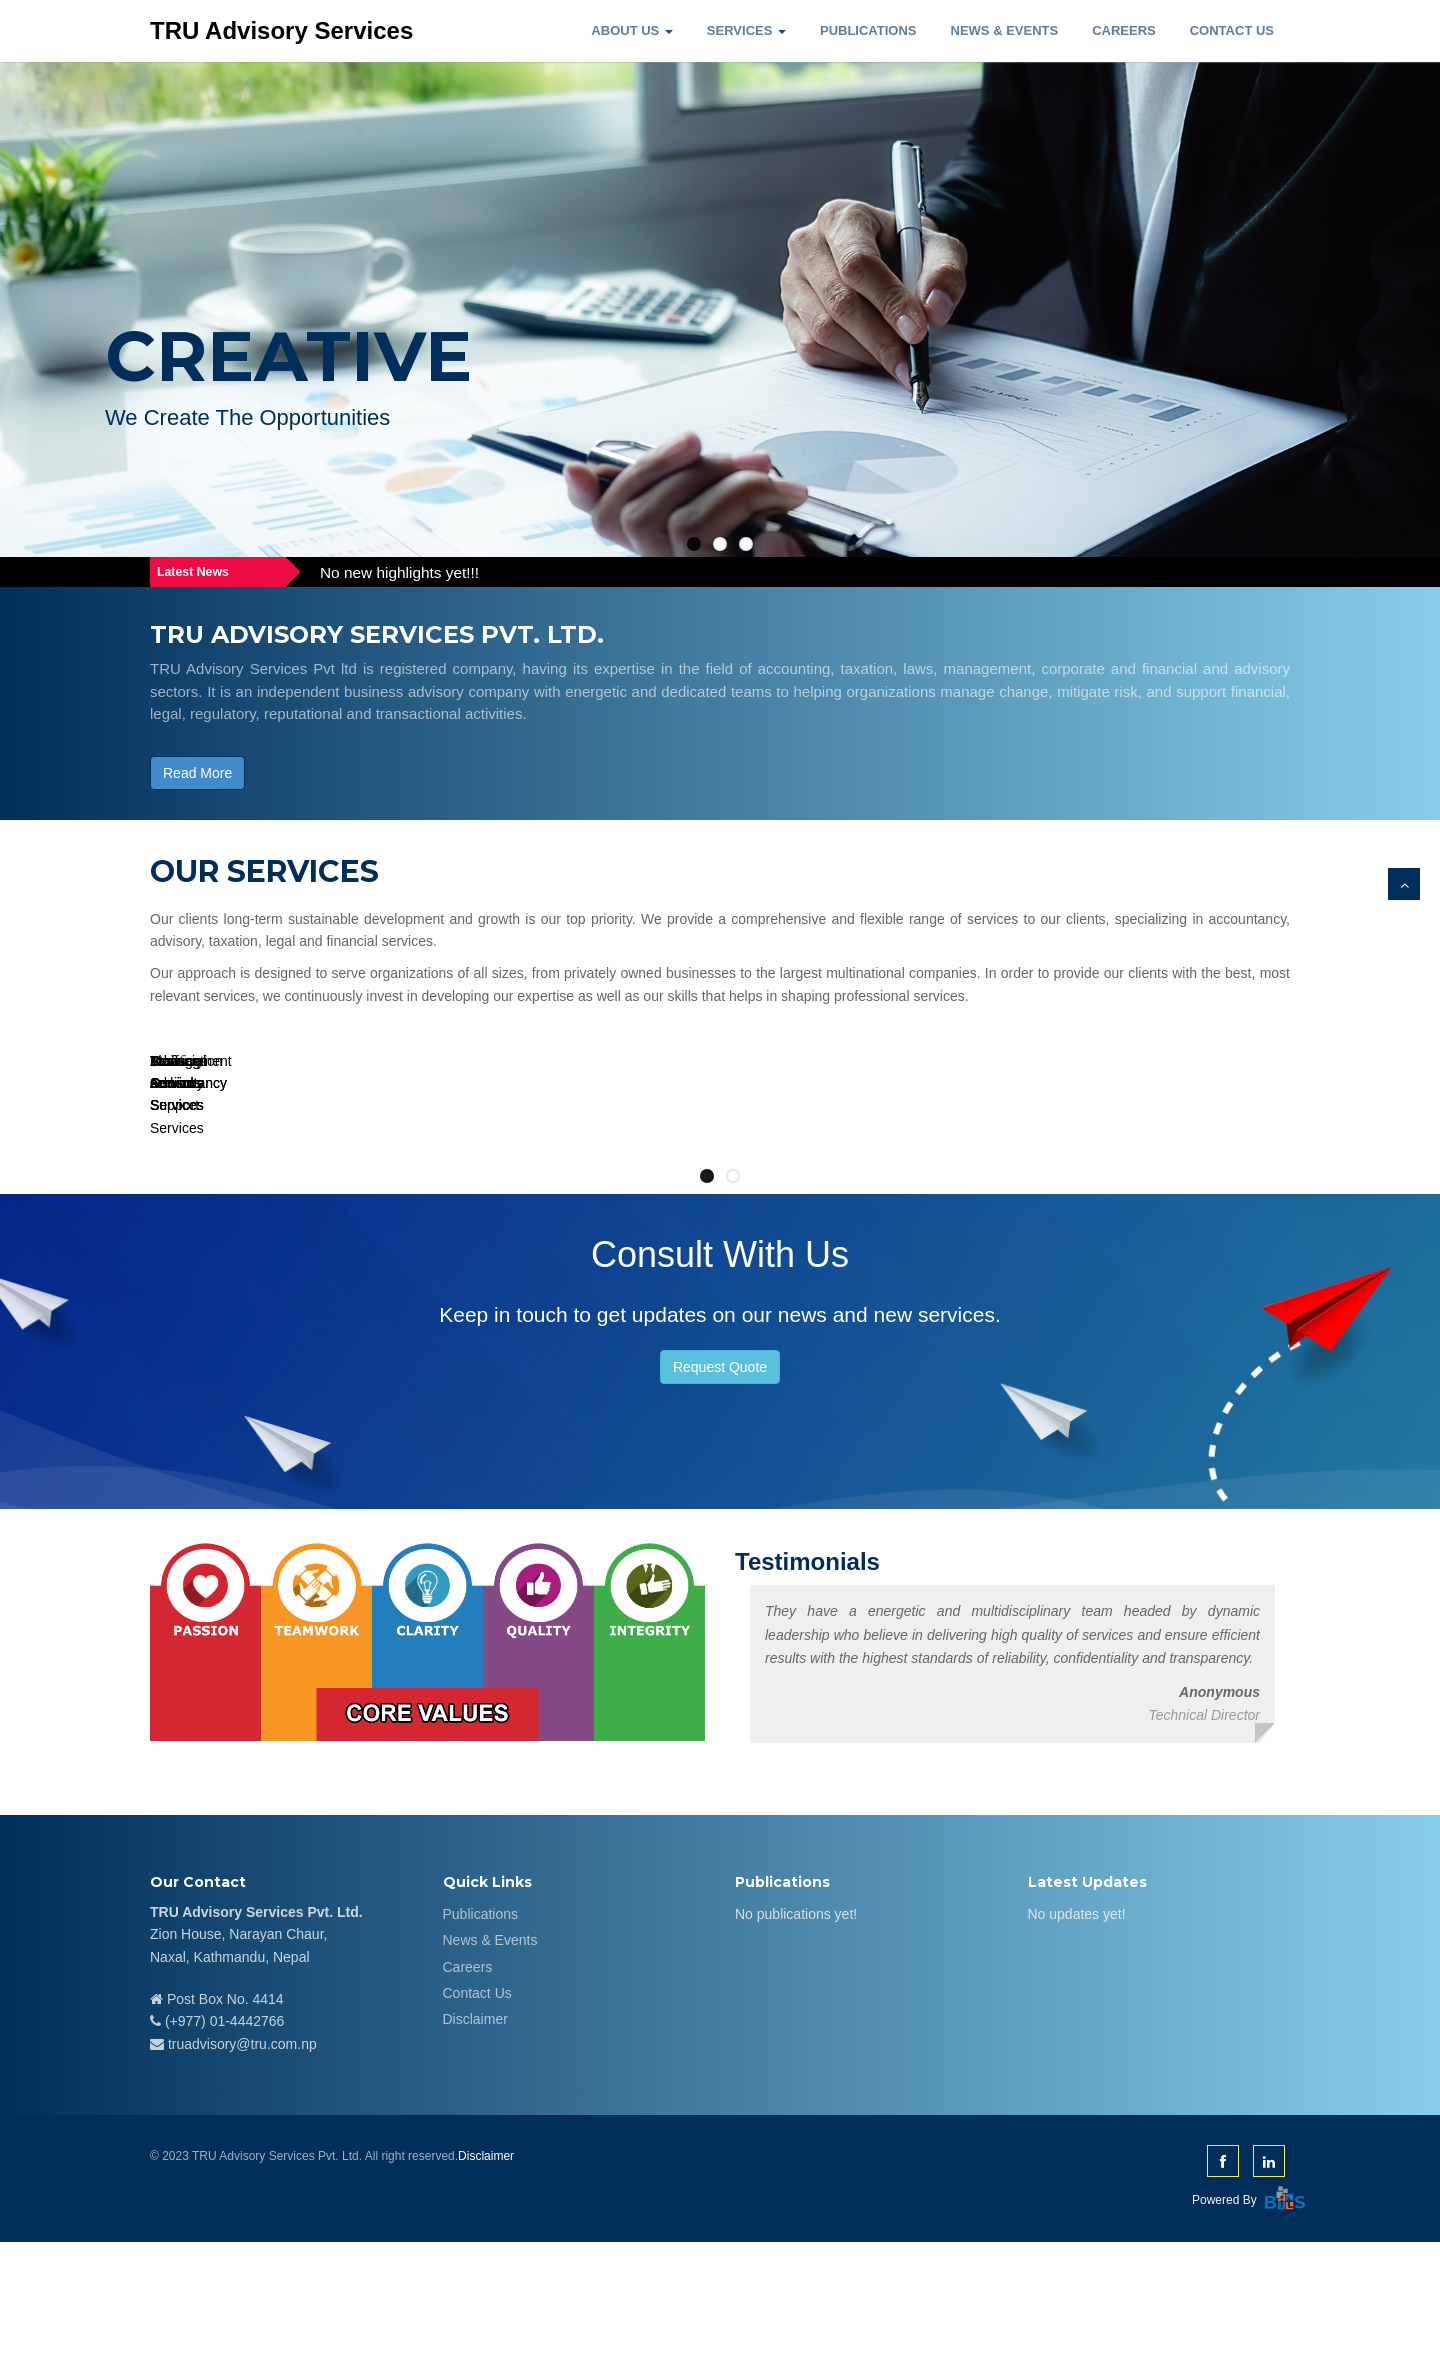 TRU Advisory Services
ABOUT US
SERVICES
PUBLICATIONS
NEWS & EVENTS
CAREERS
CONTACT US
CREATIVE
We Create The Opportunities
Latest News
No new highlights yet!!!
TRU ADVISORY SERVICES PVT. LTD.
TRU Advisory Services Pvt ltd is registered company, having its expertise in the field of accounting, taxation, laws, management, corporate and financial and advisory
sectors. It is an independent business advisory company with energetic and dedicated teams to helping organizations manage change, mitigate risk, and support financial,
legal, regulatory, reputational and transactional activities.
Read More
OUR SERVICES
Our clients long-term sustainable development and growth is our top priority. We provide a comprehensive and flexible range of services to our clients, specializing in accountancy,
advisory, taxation, legal and financial services.
Our approach is designed to serve organizations of all sizes, from privately owned businesses to the largest multinational companies. In order to provide our clients with the best, most
relevant services, we continuously invest in developing our expertise as well as our skills that helps in shaping professional services.
Services
Consult With Us
Keep in touch to get updates on our news and new services.
Request Quote
PASSION
TEAMWORK
CLARITY
QUALITY
INTEGRITY
CORE VALUES
Testimonials
They have a energetic and multidisciplinary team headed by dynamic
leadership who believe in delivering high quality of services and ensure efficient
results with the highest standards of reliability, confidentiality and transparency.
Anonymous
Technical Director
Our Contact
TRU Advisory Services Pvt. Ltd.
Zion House, Narayan Chaur,
Naxal, Kathmandu, Nepal
Post Box No. 4414
(+977) 01-4442766
truadvisory@tru.com.np
Quick Links
Publications
News & Events
Careers
Contact Us
Disclaimer
Publications
No publications yet!
Latest Updates
No updates yet!
© 2023 TRU Advisory Services Pvt. Ltd. All right reserved.Disclaimer
Powered By